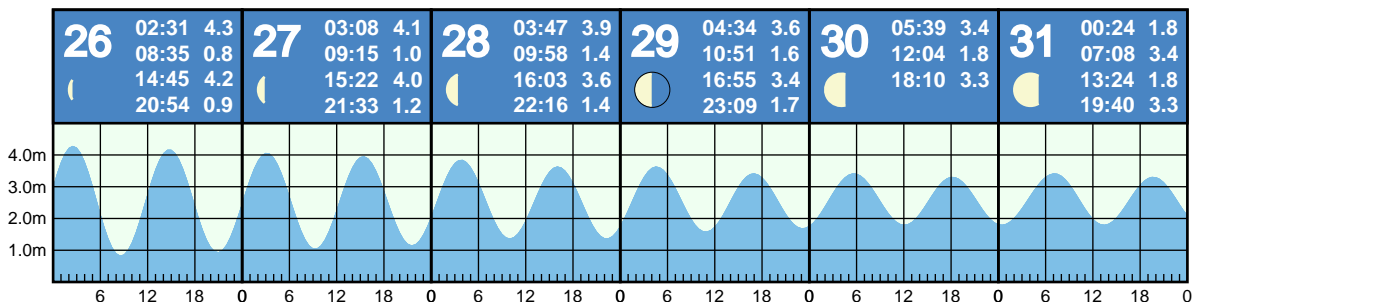 26 02:31 4.3 27 03:08 4.1 28 03:47 3.9 29 04:34 3.6 30 05:39 3.4 31 00:24 1.8
08:35 0.8 09:15 1.0 09:58 1.4 10:51 1.6 12:04 1.8 07:08 3.4
14:45 4.2 15:22 4.0 16:03 3.6 16:55 3.4 18:10 3.3 13:24 1.8
20:54 0.9 21:33 1.2 22:16 1.4 23:09 1.7 19:40 3.3
4.0m
3.0m
2.0m
1.0m
6 12 18 0 6 12 18 0 6 12 18 0 6 12 18 0 6 12 18 0 6 12 18 0